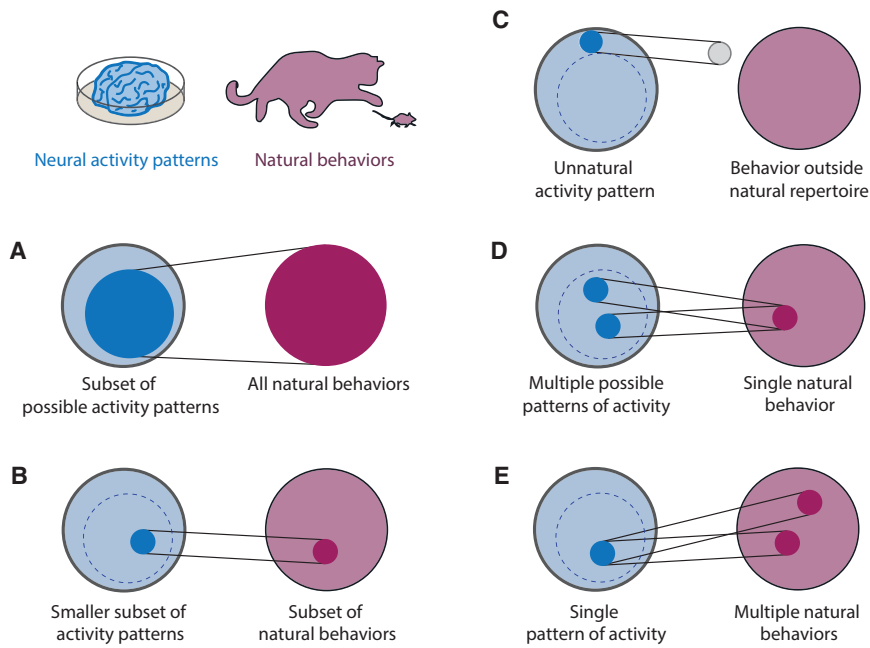 Neural activity patterns
Natural behaviors
A
Subset of
possible activity patterns
All natural behaviors
B
Smaller subset of
activity patterns
Subset of
natural behaviors
C
Unnatural
activity pattern
Behavior outside
natural repertoire
D
Multiple possible
patterns of activity
Single natural
behavior
E
Single
pattern of activity
Multiple natural
behaviors